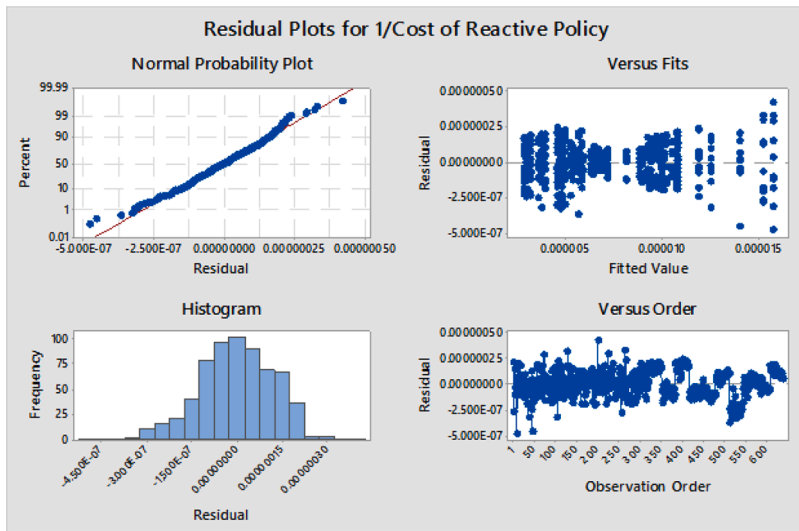 Residual Plots for 1/Cost of Reactive Policy
Normal Probability Plot
99.99
99
90
50
10
1
0.01
Percent
-5.000E-07
-2.500E-07
0.00000000
0.00000025
0.00000050
Residual
Versus Fits
0.00000050
0.00000025
0.00000000
-2.500E-07
-5.000E-07
Residual
0.000005
0.000010
0.000015
Fitted Value
Histogram
100
75
50
25
0
Frequency
-4.50E-07
-3.00E-07
-1.50E-07
0.00000000
0.00000015
0.00000030
Residual
Versus Order
0.00000050
0.00000025
0.00000000
-2.500E-07
-5.000E-07
Residual
1
50
100
150
200
250
300
350
400
450
500
550
600
Observation Order